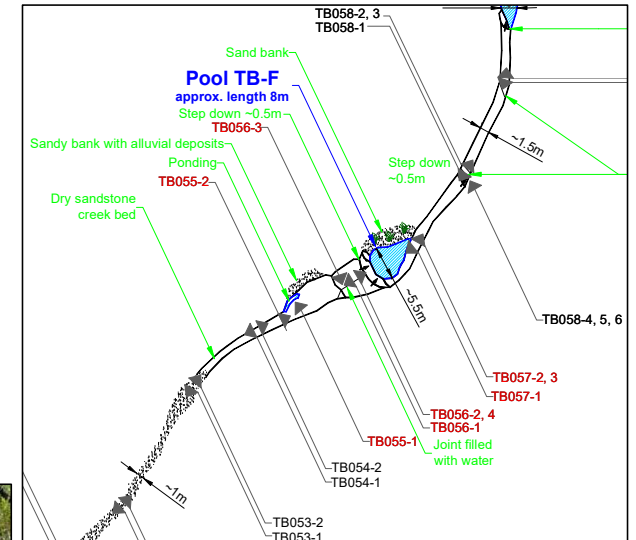 TB058-2, 3
TB058-1
Sand bank
Pool TB-F
approx. length 8m
Step down ~0.5m
TB056-3
Sandy bank with alluvial deposits
Ponding
TB055-2
Dry sandstone
creek bed
Step down
~0.5m
~1.5m
~5.5m
TB058-4, 5, 6
TB057-2, 3
TB057-1
TB056-2, 4
TB056-1
TB055-1
Joint filled
with water
TB054-2
TB054-1
~1m
TB053-2
TB053-1